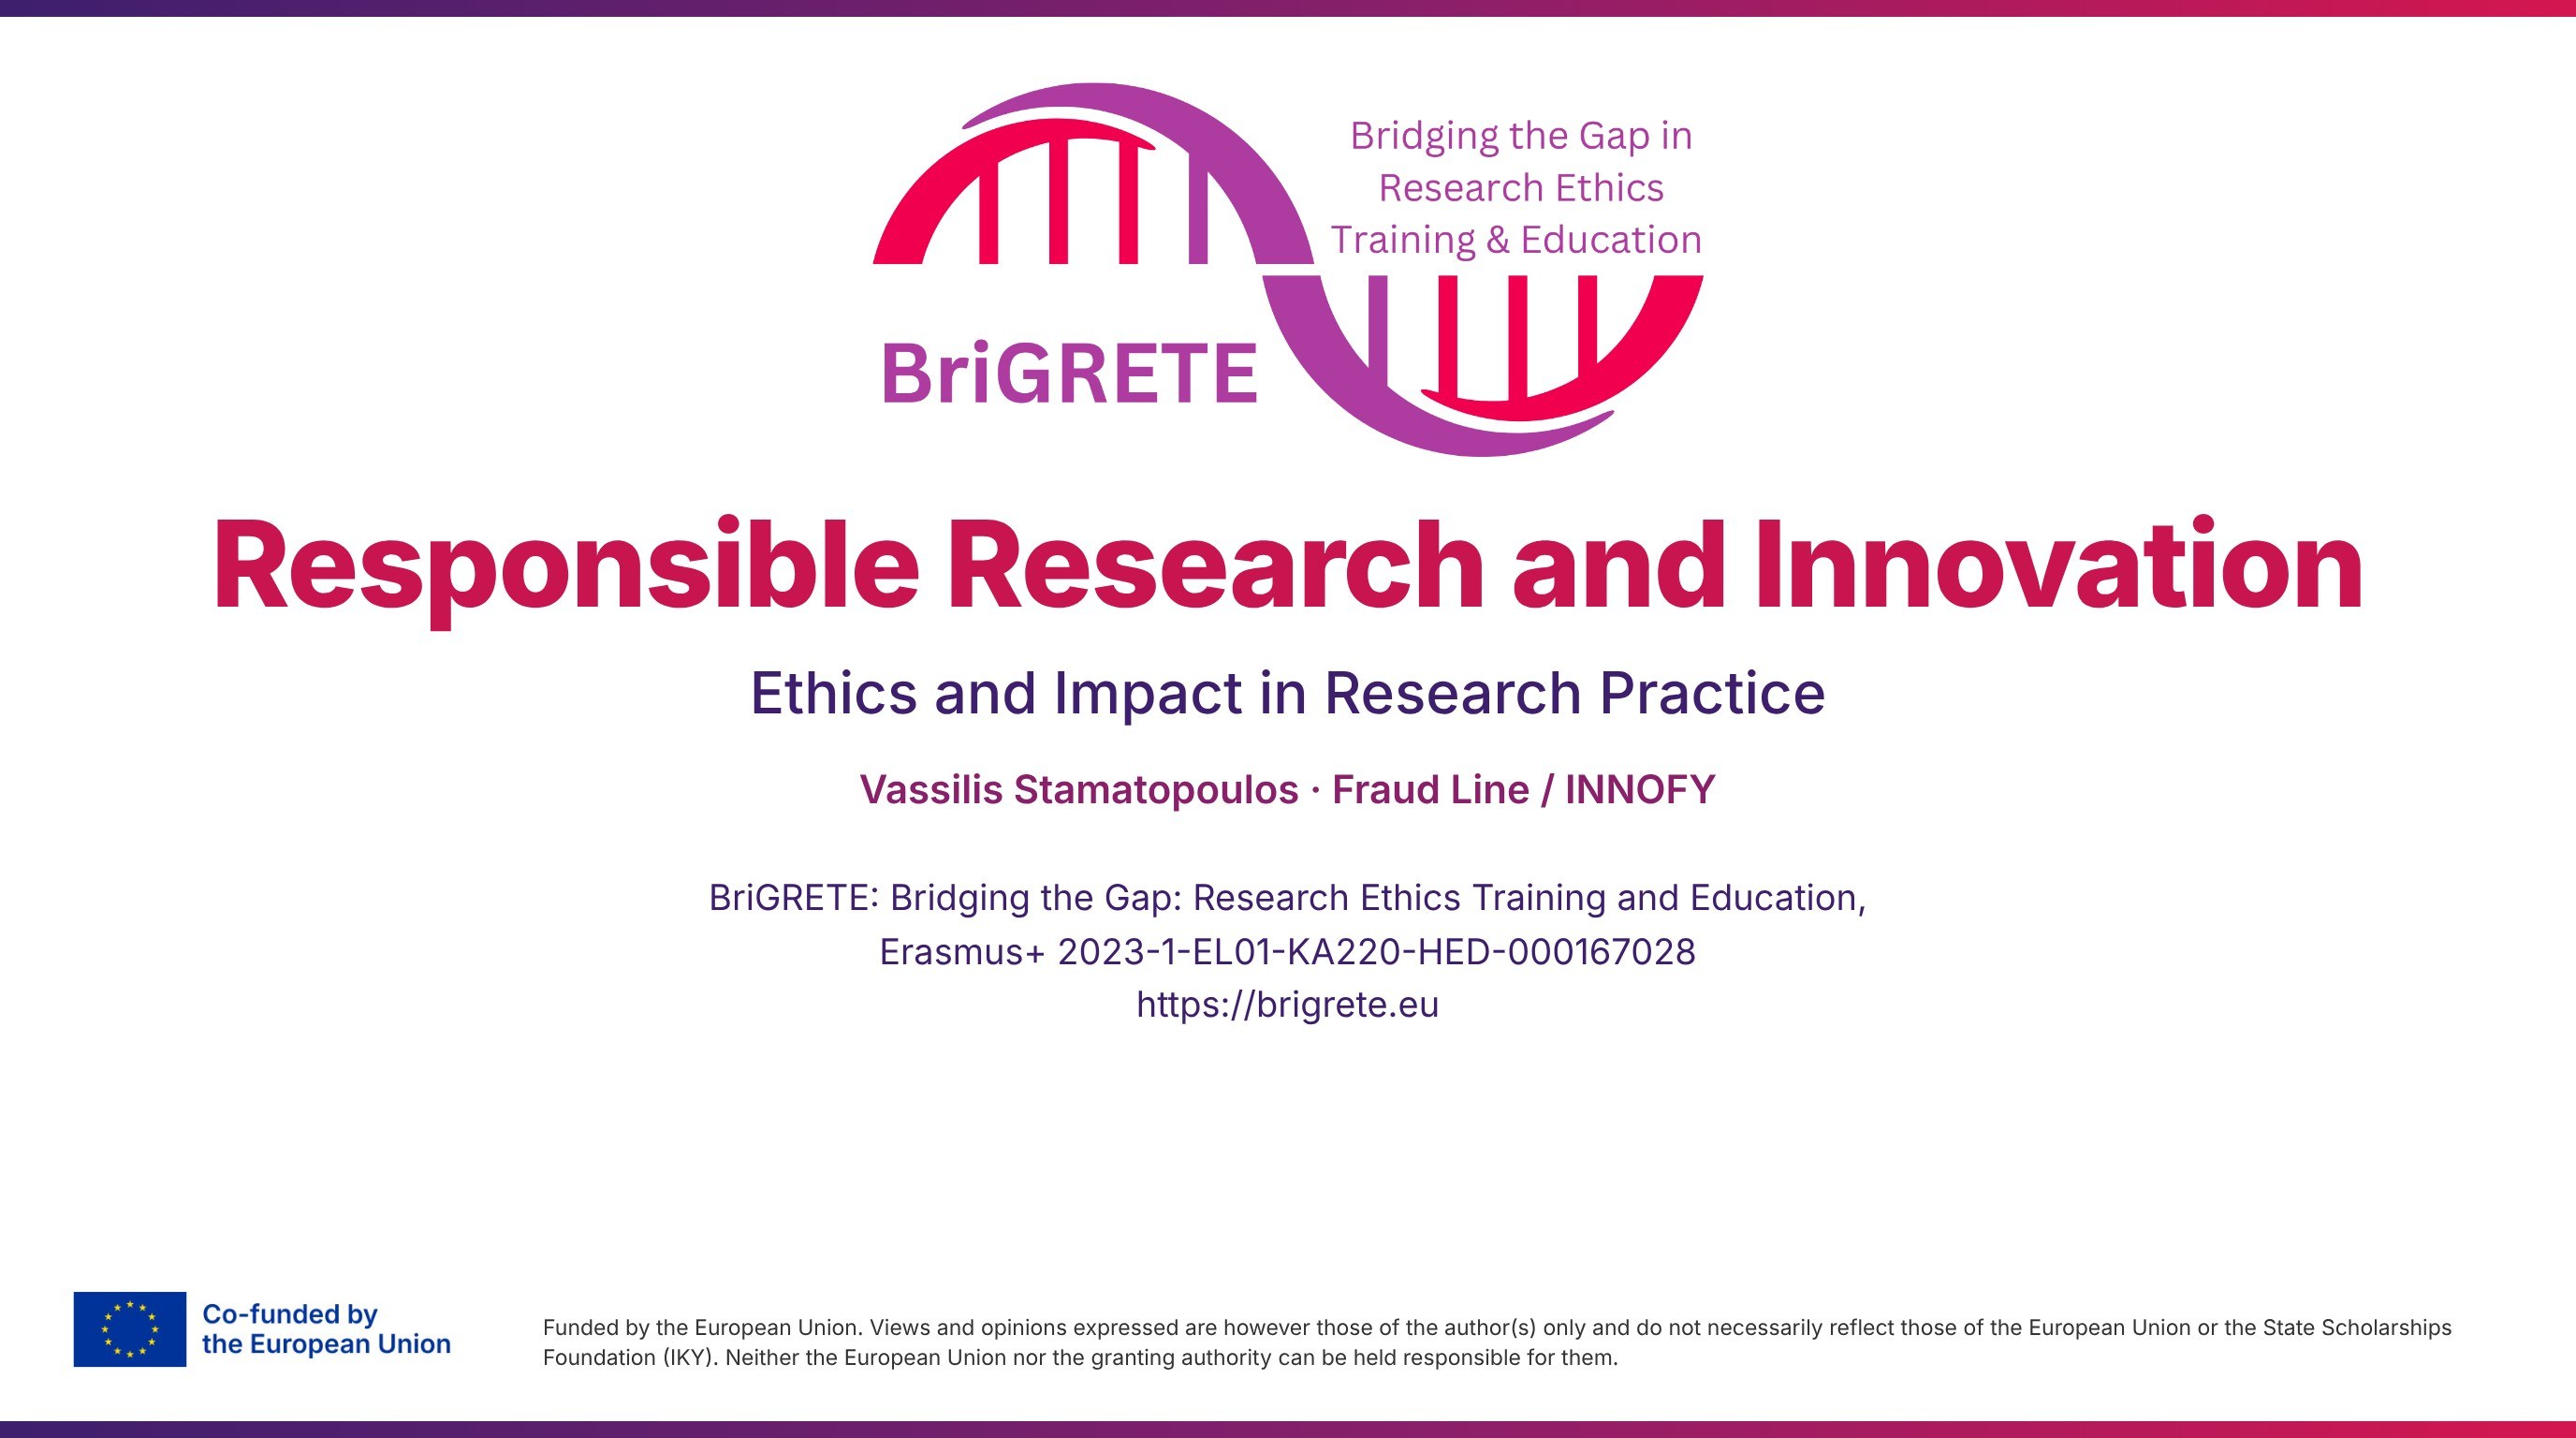 Bridging the Gap in
Research Ethics
Training & Education
BriGRETE
Responsible Research and Innovation
Ethics and Impact in Research Practice
Vassilis Stamatopoulos · Fraud Line / INNOFY
BriGRETE: Bridging the Gap: Research Ethics Training and Education,
Erasmus+ 2023-1-EL01-KA220-HED-000167028
https://brigrete.eu
Co-funded by
the European Union
Funded by the European Union. Views and opinions expressed are however those of the author(s) only and do not necessarily reflect those of the European Union or the State Scholarships
Foundation (IKY). Neither the European Union nor the granting authority can be held responsible for them.